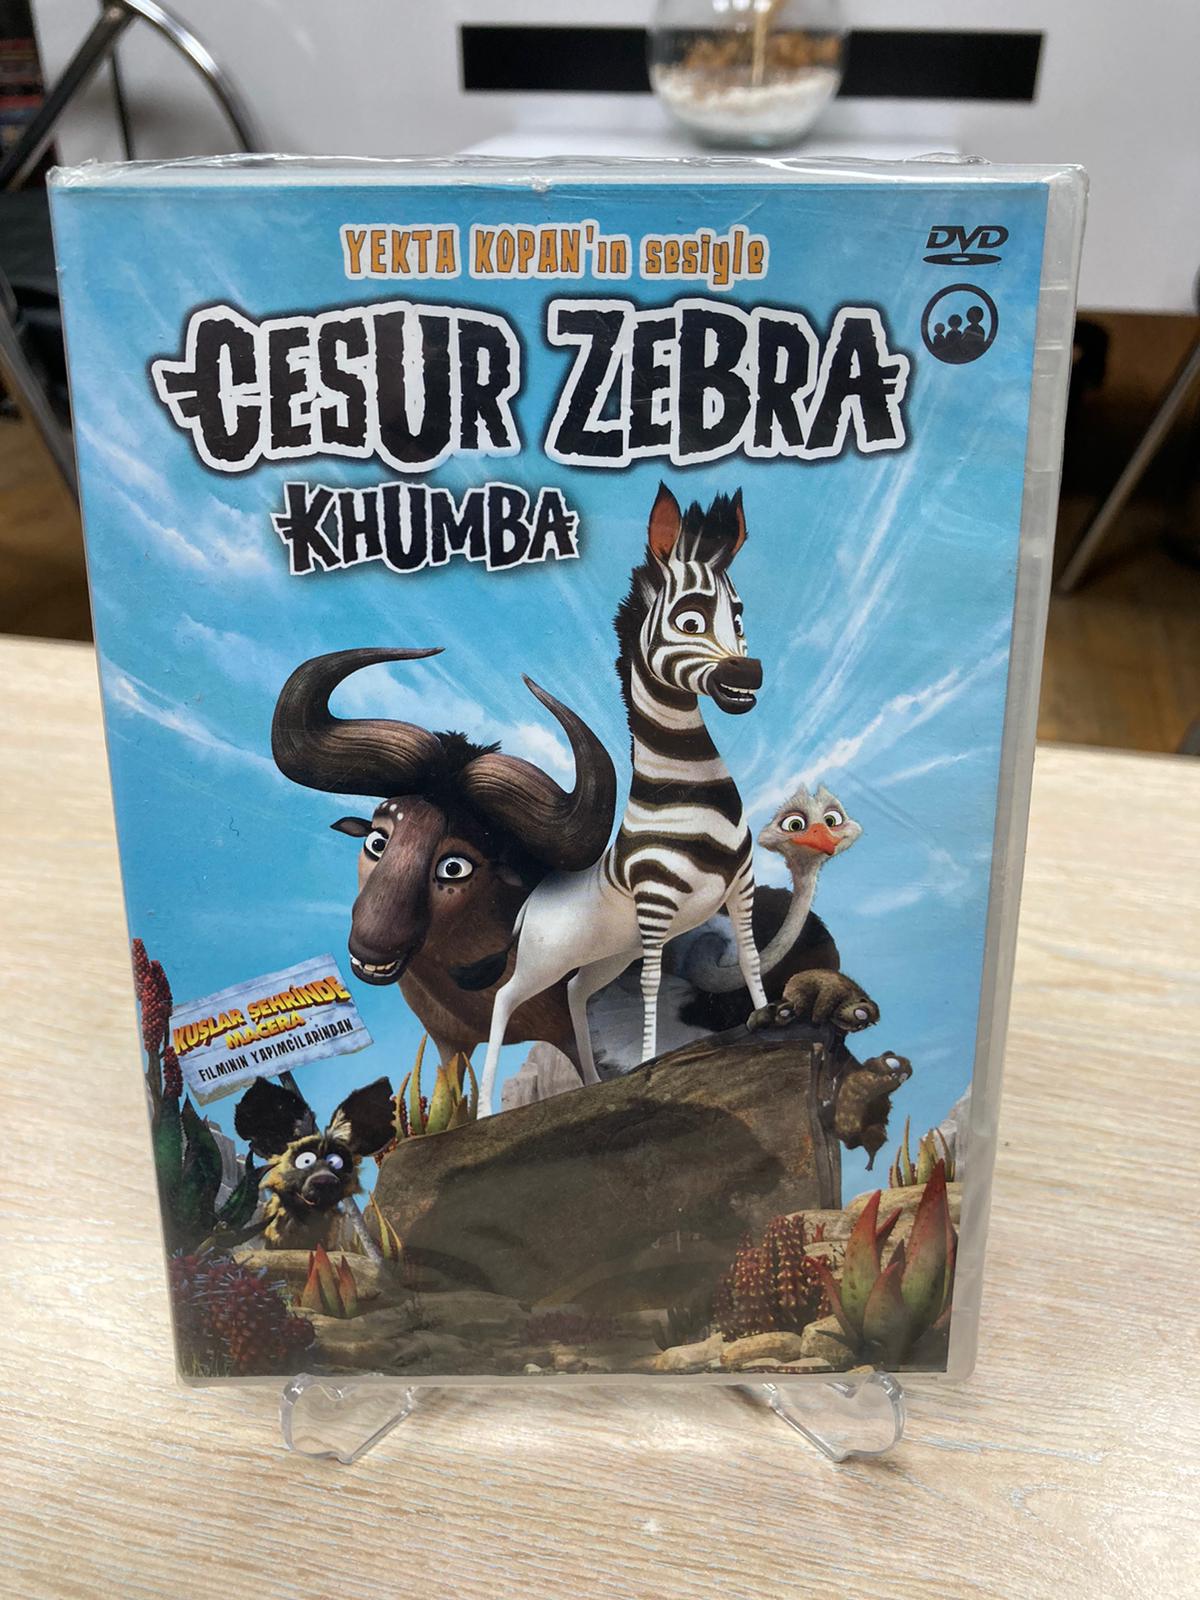 YEKTA KOPAN'ın sesiyle
DVD
CESUR ZEBRA
KHUMBA
KUŞLAR ŞEHRİNDE
MACERA
FİLMİNİN YAPIMCILARINDAN